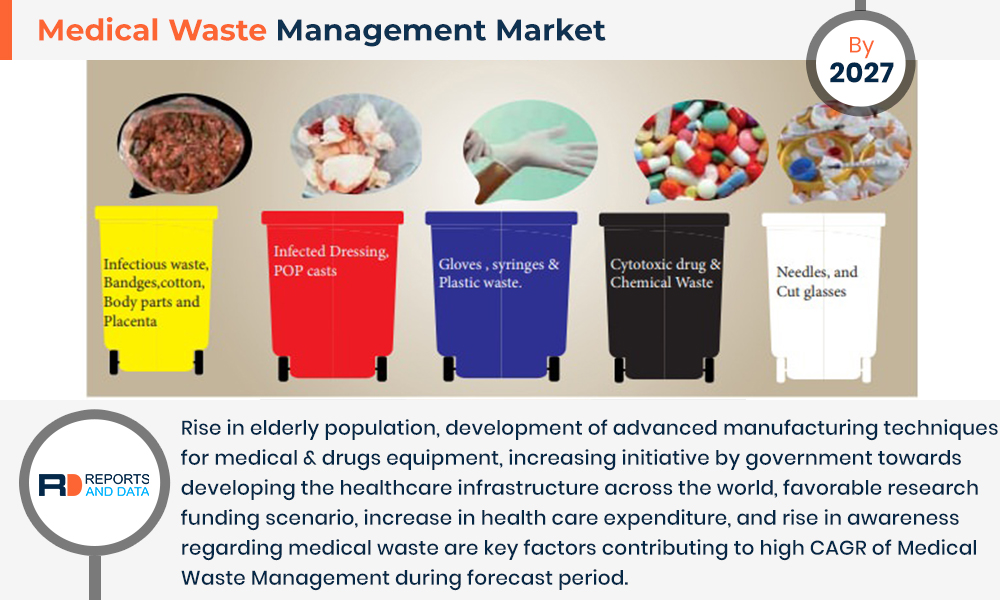 Medical Waste Management Market
By
2027
Infectious waste,
Bandges,cotton,
Body parts and
Placenta
Infected Dressing,
POP casts
Gloves , syringes &
Plastic waste.
Cytotoxic drug &
Chemical Waste
Needles, and
Cut glasses
RD REPORTS
AND DATA
Rise in elderly population, development of advanced manufacturing techniques
for medical & drugs equipment, increasing initiative by government towards
developing the healthcare infrastructure across the world, favorable research
funding scenario, increase in health care expenditure, and rise in awareness
regarding medical waste are key factors contributing to high CAGR of Medical
Waste Management during forecast period.